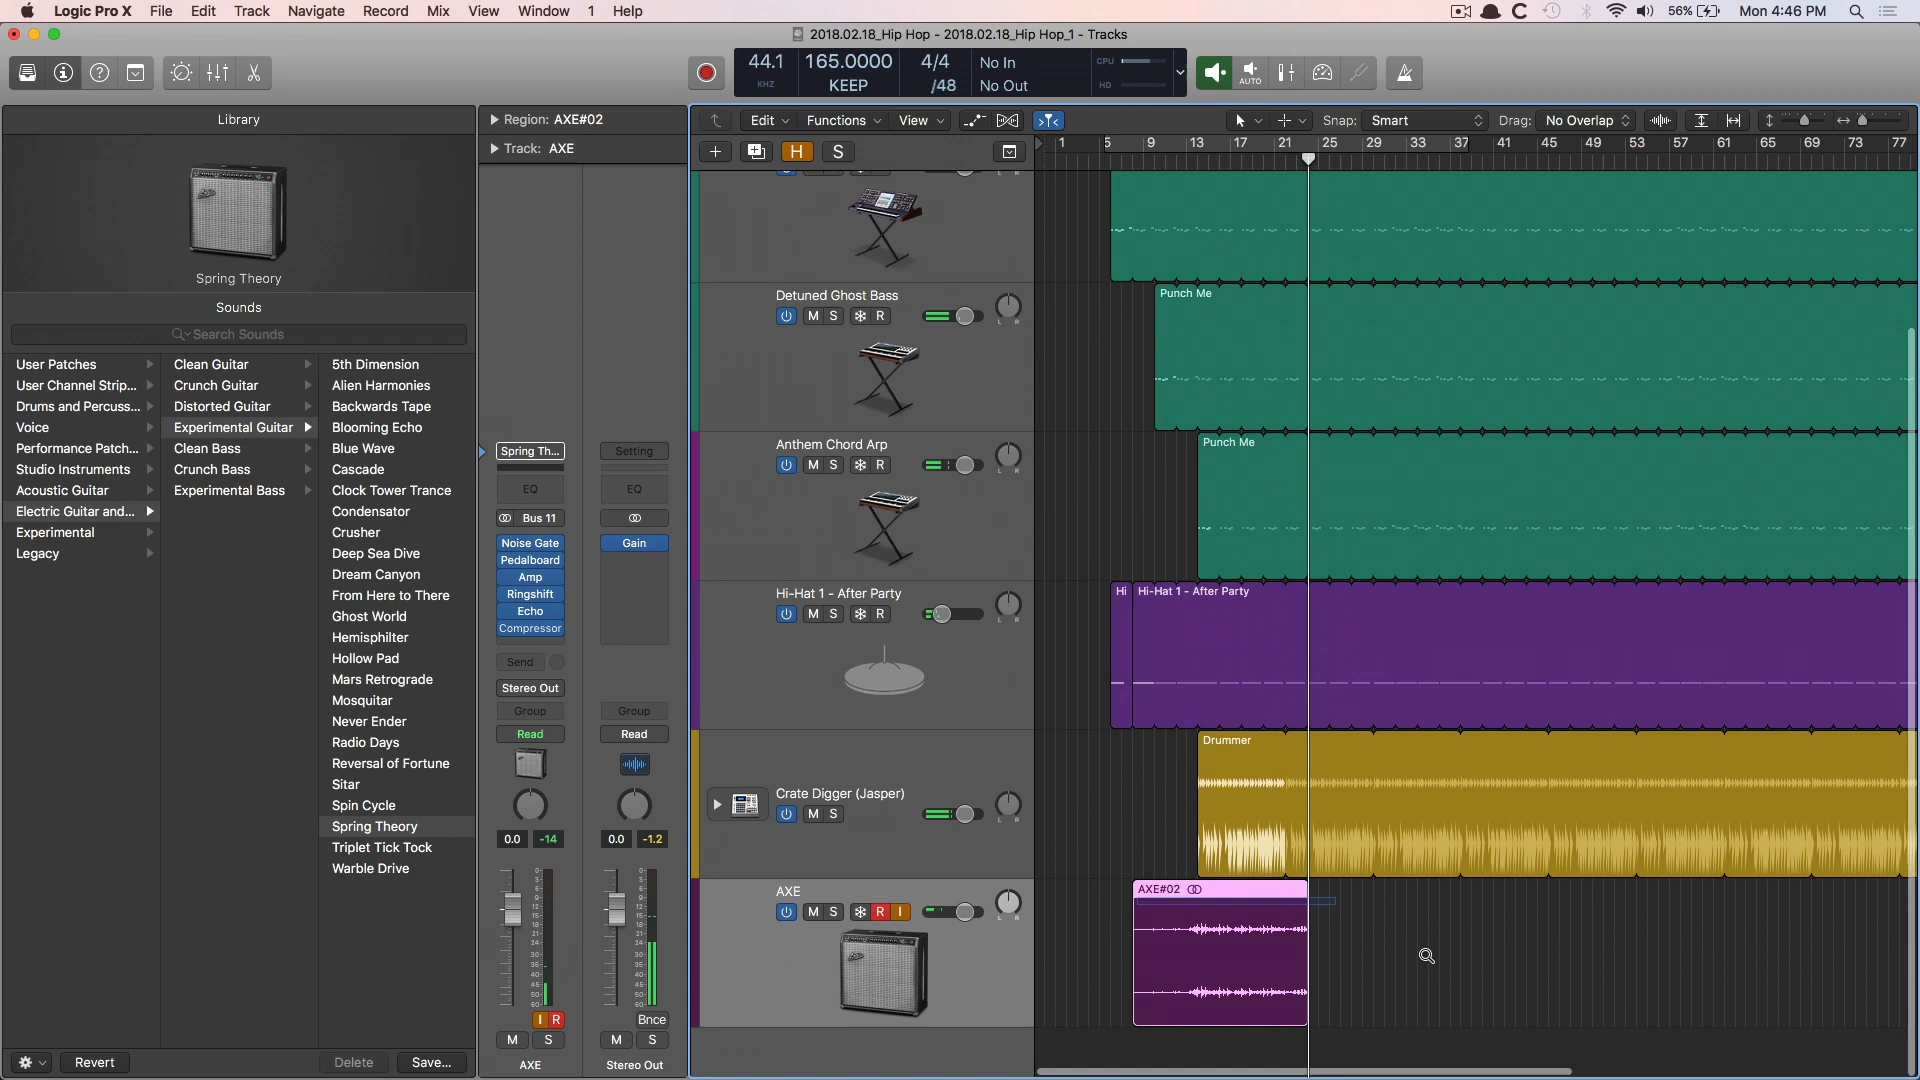 Logic Pro X File Edit Track Navigate Record Mix View Window 1 Help
56% Mon 4:46 PM
2018.02.18_Hip Hop - 2018.02.18_Hip Hop_1 - Tracks
44.1 165.0000 4/4 No In CPU
KHZ KEEP /48 No Out HD
AUTO
Library
Region: AXE#02
Track: AXE
Edit Functions View Snap: Smart Drag: No Overlap
H S
1 5 9 13 17 21 25 29 33 37 41 45 49 53 57 61 65 69 73 77
Spring Theory
Sounds
Search Sounds
User Patches
User Channel Strip...
Drums and Percuss...
Voice
Performance Patch...
Studio Instruments
Acoustic Guitar
Electric Guitar and...
Experimental
Legacy
Clean Guitar
Crunch Guitar
Distorted Guitar
Experimental Guitar
Clean Bass
Crunch Bass
Experimental Bass
5th Dimension
Alien Harmonies
Backwards Tape
Blooming Echo
Blue Wave
Cascade
Clock Tower Trance
Condensator
Crusher
Deep Sea Dive
Dream Canyon
From Here to There
Ghost World
Hemisphilter
Hollow Pad
Mars Retrograde
Mosquitar
Never Ender
Radio Days
Reversal of Fortune
Sitar
Spin Cycle
Spring Theory
Triplet Tick Tock
Warble Drive
Revert Delete Save...
Spring Th...
EQ
Bus 11
Noise Gate
Pedalboard
Amp
Ringshift
Echo
Compressor
Send
Stereo Out
Group
Read
0.0 -14
I R
M S
AXE
Setting
EQ
Gain
Group
Read
0.0 -1.2
Bnce
M S
Stereo Out
Detuned Ghost Bass
M S R
L R
Anthem Chord Arp
M S R
L R
Hi-Hat 1 - After Party
M S R
L R
Crate Digger (Jasper)
M S
L R
AXE
M S R I
L R
Punch Me
Punch Me
Hi Hi-Hat 1 - After Party
Drummer
AXE#02